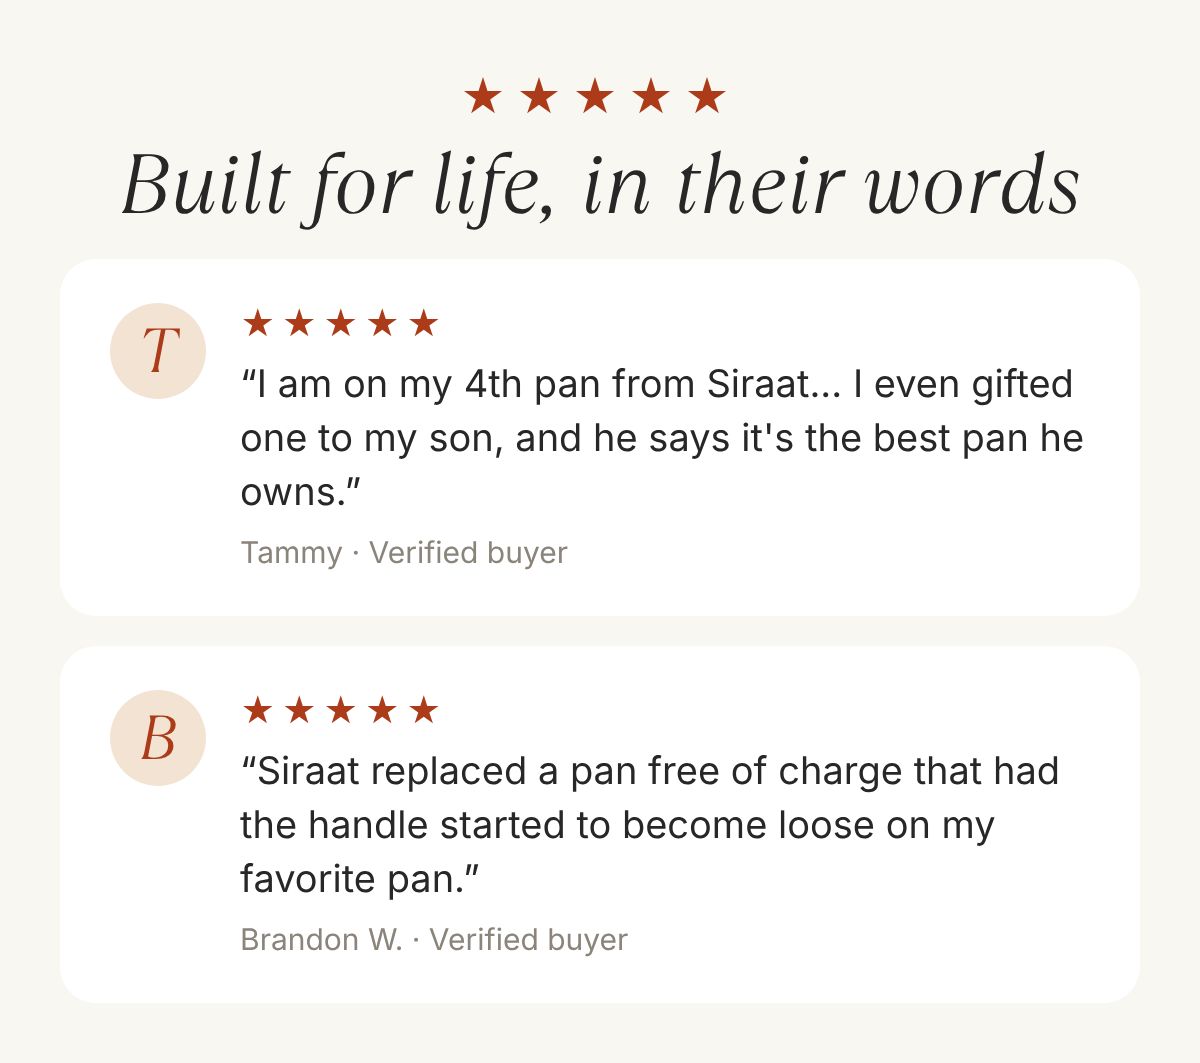 ★★★★★
Built for life, in their words
T
★★★★★
“I am on my 4th pan from Siraat... I even gifted
one to my son, and he says it's the best pan he
owns.”
Tammy · Verified buyer
B
★★★★★
“Siraat replaced a pan free of charge that had
the handle started to become loose on my
favorite pan.”
Brandon W. · Verified buyer